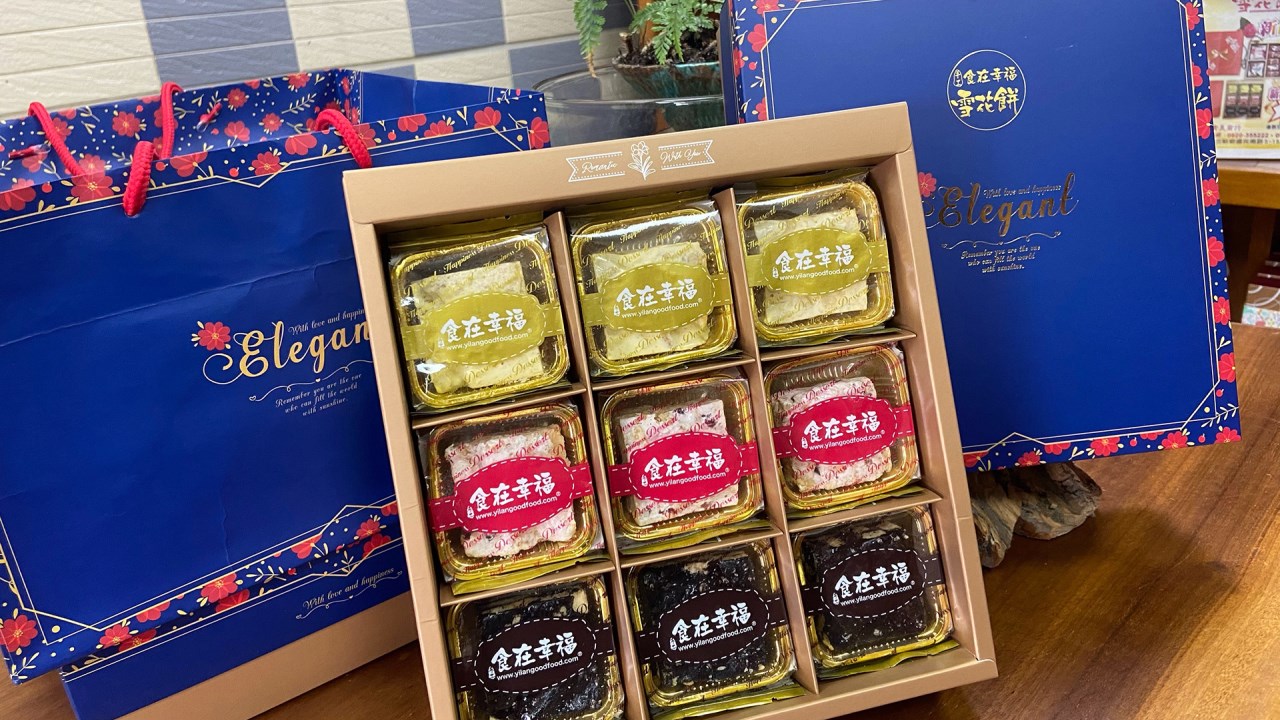 With love and happin
Elegan
Remember you are the one
who can fill the world
with sunshine.
With love and happiness
With You
手工
食在幸福
雪花餅
With love and happiness
Elegant
Remember you are the one
who can fill the world
with sunshine.
食在幸福
www.yilangoodfood.com
食在幸福
www.yilangoodfood.com
食在幸福
www.yilangoodfood.com
食在幸福
www.yilangoodfood.com
食在幸福
www.yilangoodfood.com
食在幸福
www.yilangoodfood.com
食在幸福
www.yilangoodfood.com
食在幸福
www.yilangoodfood.com
食在幸福
www.yilangoodfood.com